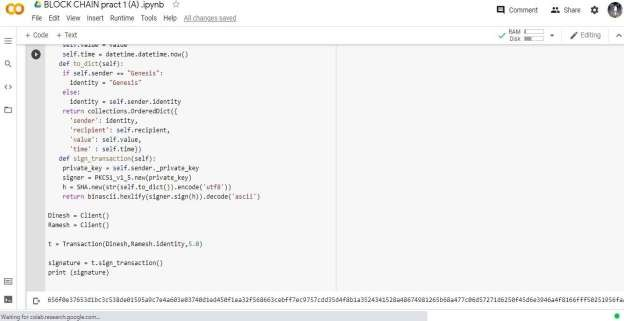 BLOCK CHAIN pract 1 (A) .ipynb
Comment
Share
File Edit View Insert Runtime Tools Help All changes saved
+ Code + Text
RAM
Disk
Editing
self.value = value
self.time = datetime.datetime.now()
def to_dict(self):
if self.sender == "Genesis":
identity = "Genesis"
else:
identity = self.sender.identity
return collections.OrderedDict({
'sender': identity,
'recipient': self.recipient,
'value': self.value,
'time' : self.time})
def sign_transaction(self):
private_key = self.sender._private_key
signer = PKCS1_v1_5.new(private_key)
h = SHA.new(str(self.to_dict()).encode('utf8'))
return binascii.hexlify(signer.sign(h)).decode('ascii')
Dinesh = Client()
Ramesh = Client()
t = Transaction(Dinesh,Ramesh.identity,5.0)
signature = t.sign_transaction()
print (signature)
Waiting for colab.research.google.com...